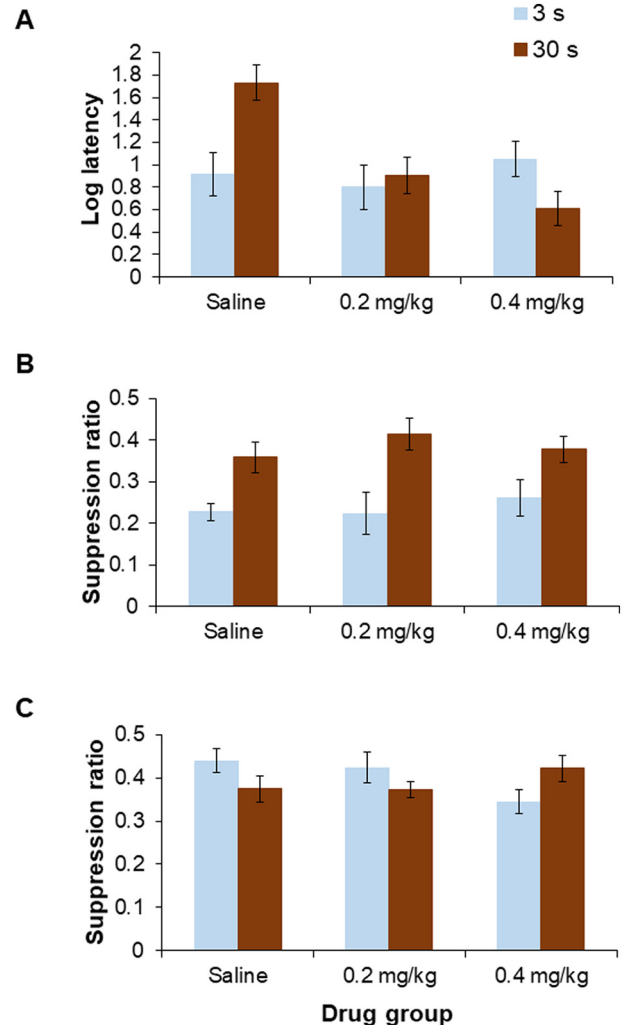 A
3 s
30 s
Log latency
2
1.8
1.6
1.4
1.2
1
0.8
0.6
0.4
0.2
0
Saline 0.2 mg/kg 0.4 mg/kg
B
Suppression ratio
0.5
0.4
0.3
0.2
0.1
0
Saline 0.2 mg/kg 0.4 mg/kg
C
Suppression ratio
0.5
0.4
0.3
0.2
0.1
0
Saline 0.2 mg/kg 0.4 mg/kg
Drug group